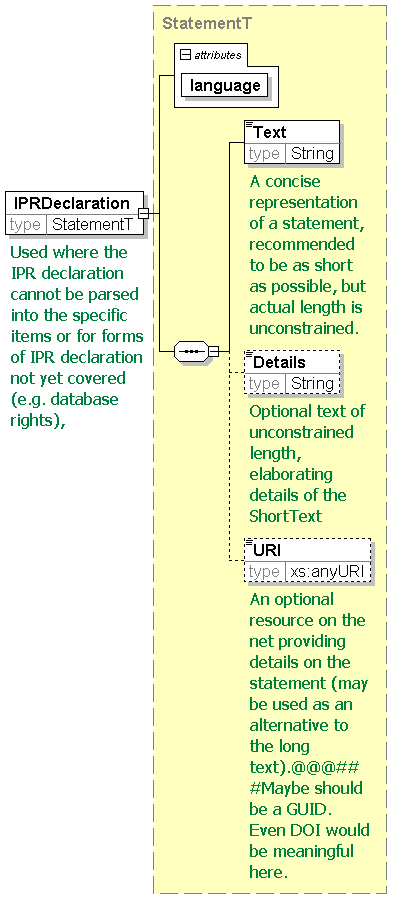 StatementT
attributes
language
IPRDeclaration
type StatementT
Used where the
IPR declaration
cannot be parsed
into the specific
items or for forms
of IPR declaration
not yet covered
(e.g. database
rights),
Text
type String
A concise
representation
of a statement,
recommended
to be as short
as possible, but
actual length is
unconstrained.
Details
type String
Optional text of
unconstrained
length,
elaborating
details of the
ShortText
URI
type xs:anyURI
An optional
resource on the
net providing
details on the
statement (may
be used as an
alternative to
the long
text).@@@##
#Maybe should
be a GUID.
Even DOI would
be meaningful
here.